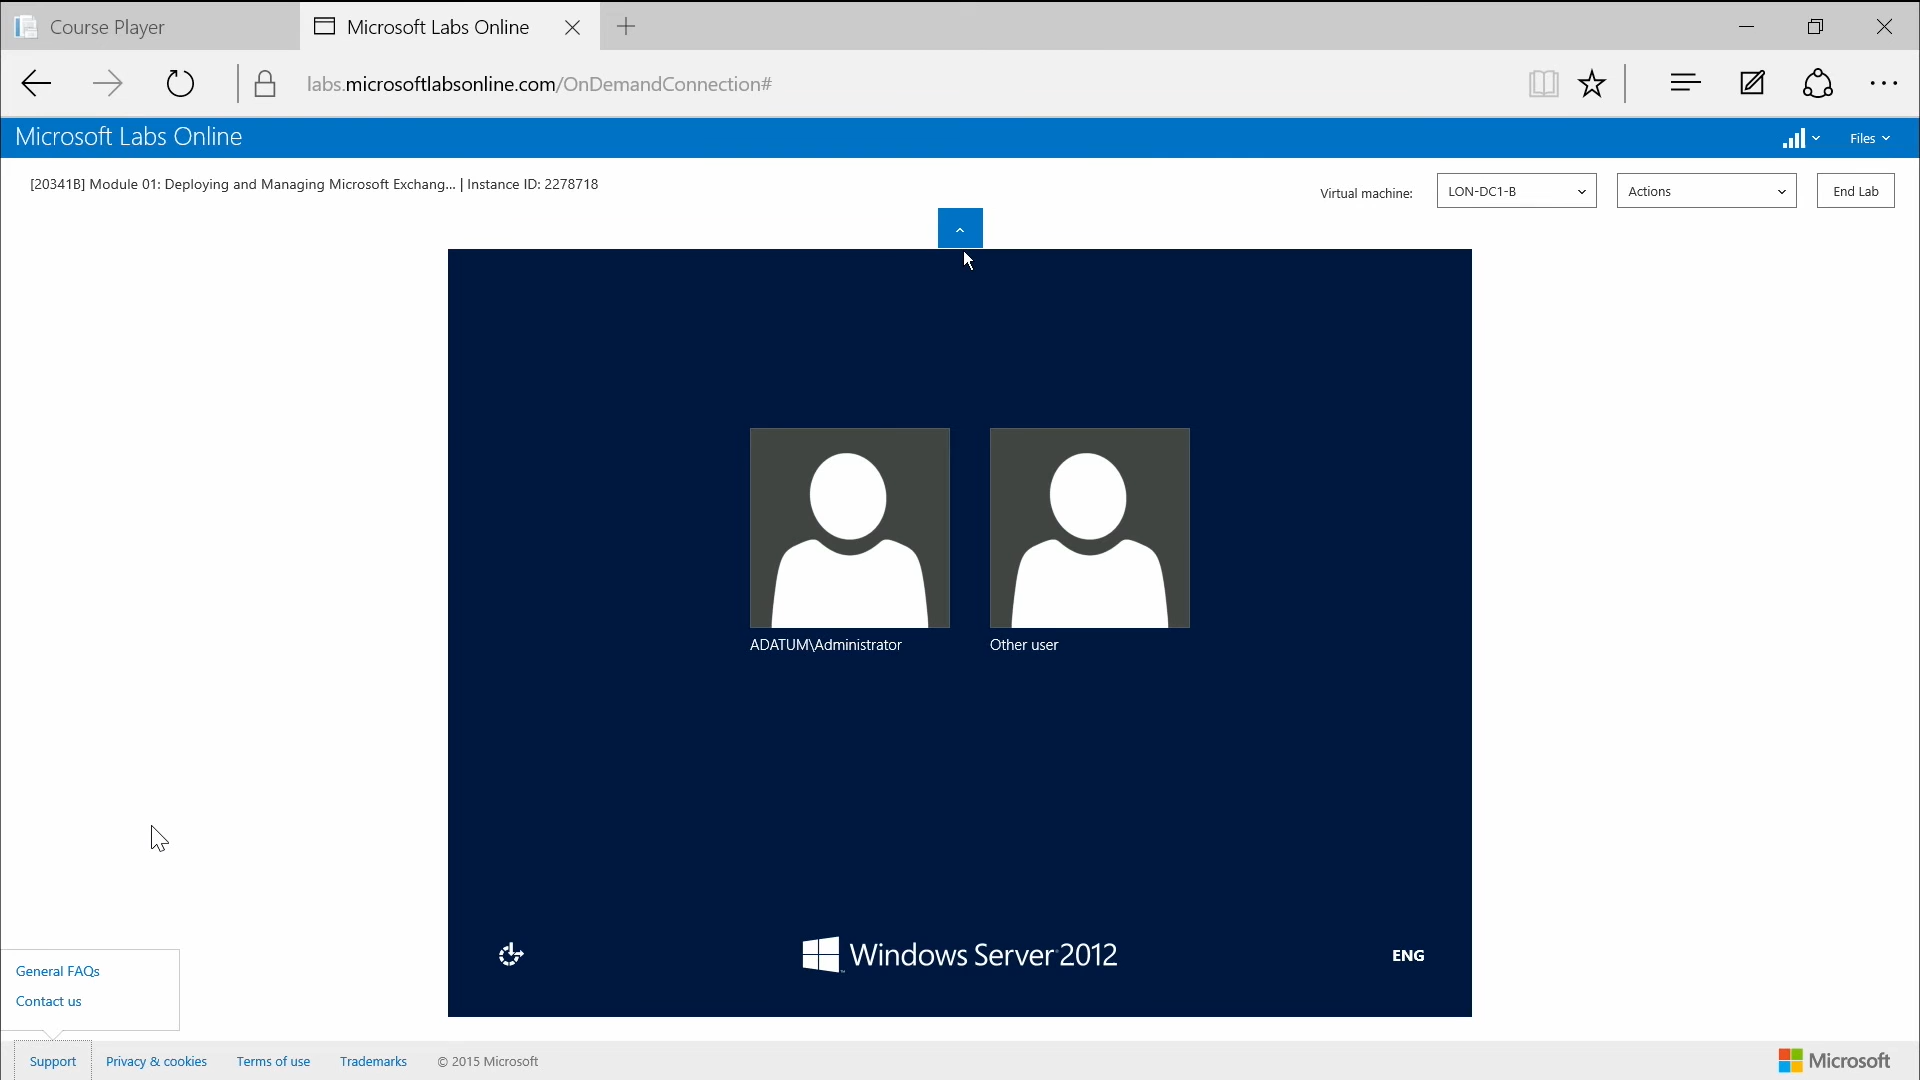 Course Player
Microsoft Labs Online
labs.microsoftlabsonline.com/OnDemandConnection#
Microsoft Labs Online
Files
[20341B] Module 01: Deploying and Managing Microsoft Exchang... | Instance ID: 2278718
Virtual machine:
LON-DC1-B
Actions
End Lab
ADATUM\Administrator
Other user
Windows Server 2012
ENG
General FAQs
Contact us
Support
Privacy & cookies
Terms of use
Trademarks
© 2015 Microsoft
Microsoft